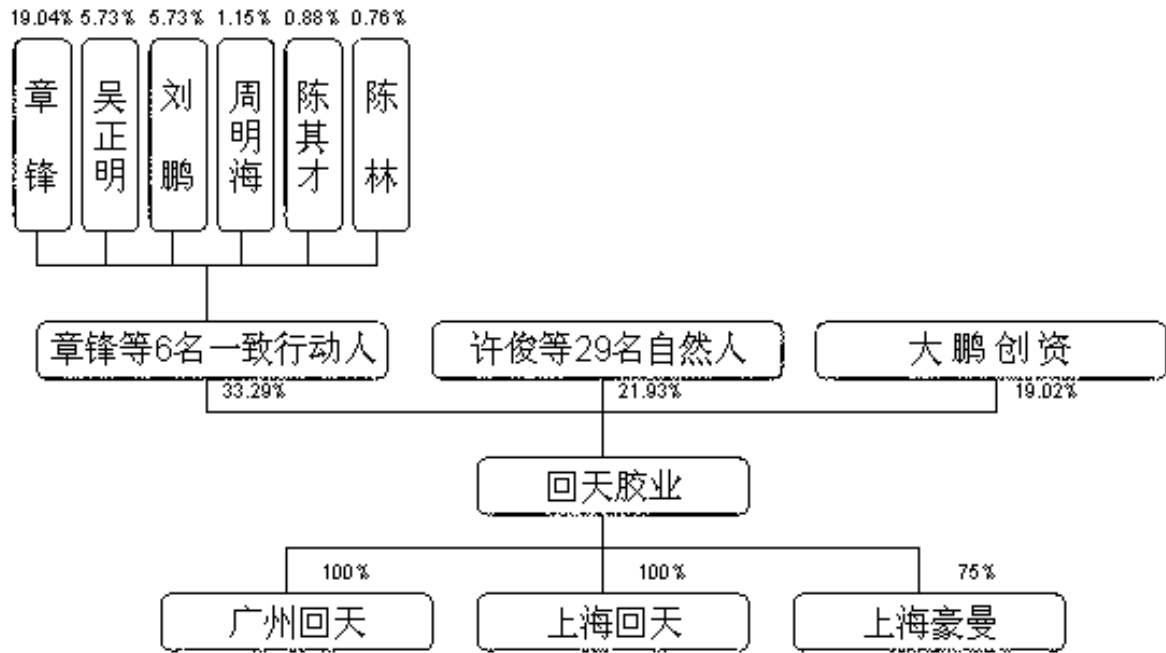 19.04% 5.73% 5.73% 1.15% 0.88% 0.76%
章锋
吴正明
刘鹏
周明海
陈其才
陈林
章锋等6名一致行动人
许俊等29名自然人
大鹏创资
33.29%
21.93%
19.02%
回天胶业
100%
100%
75%
广州回天
上海回天
上海豪曼